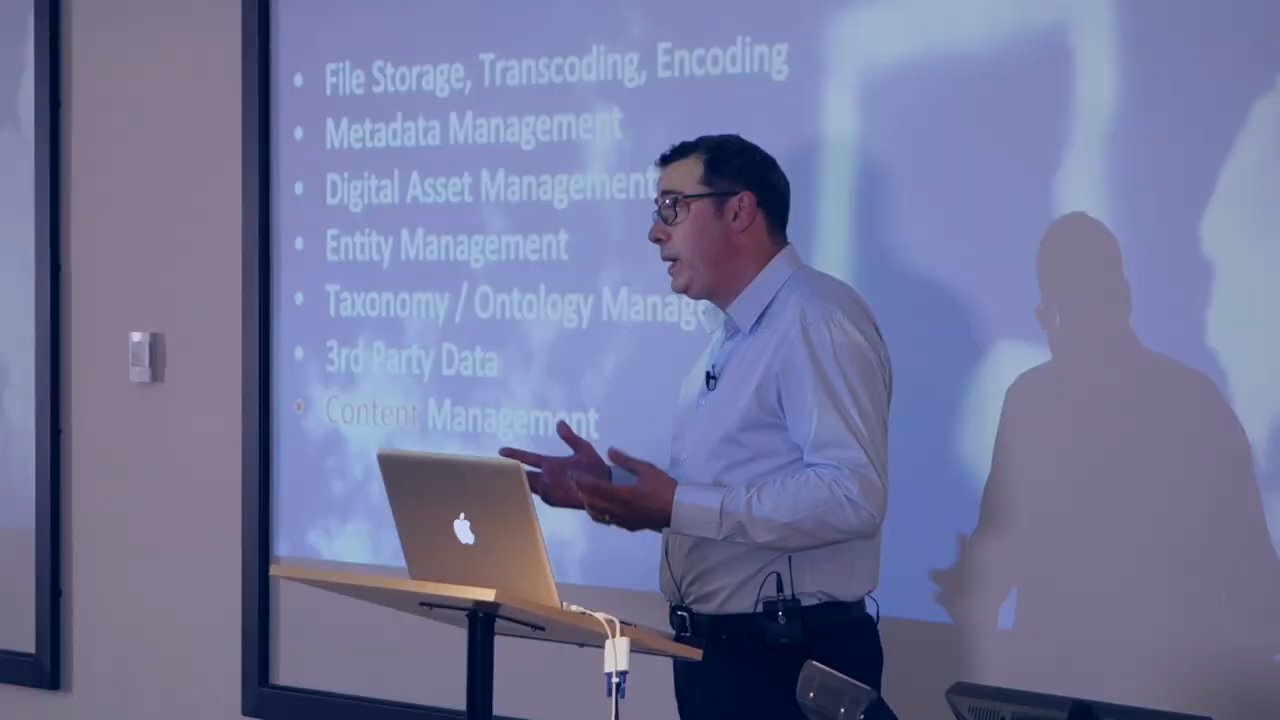 • File Storage, Transcoding, Encoding
• Metadata Management
• Digital Asset Management
• Entity Management
• Taxonomy / Ontology Manage
• 3rd Party Data
• Content Management